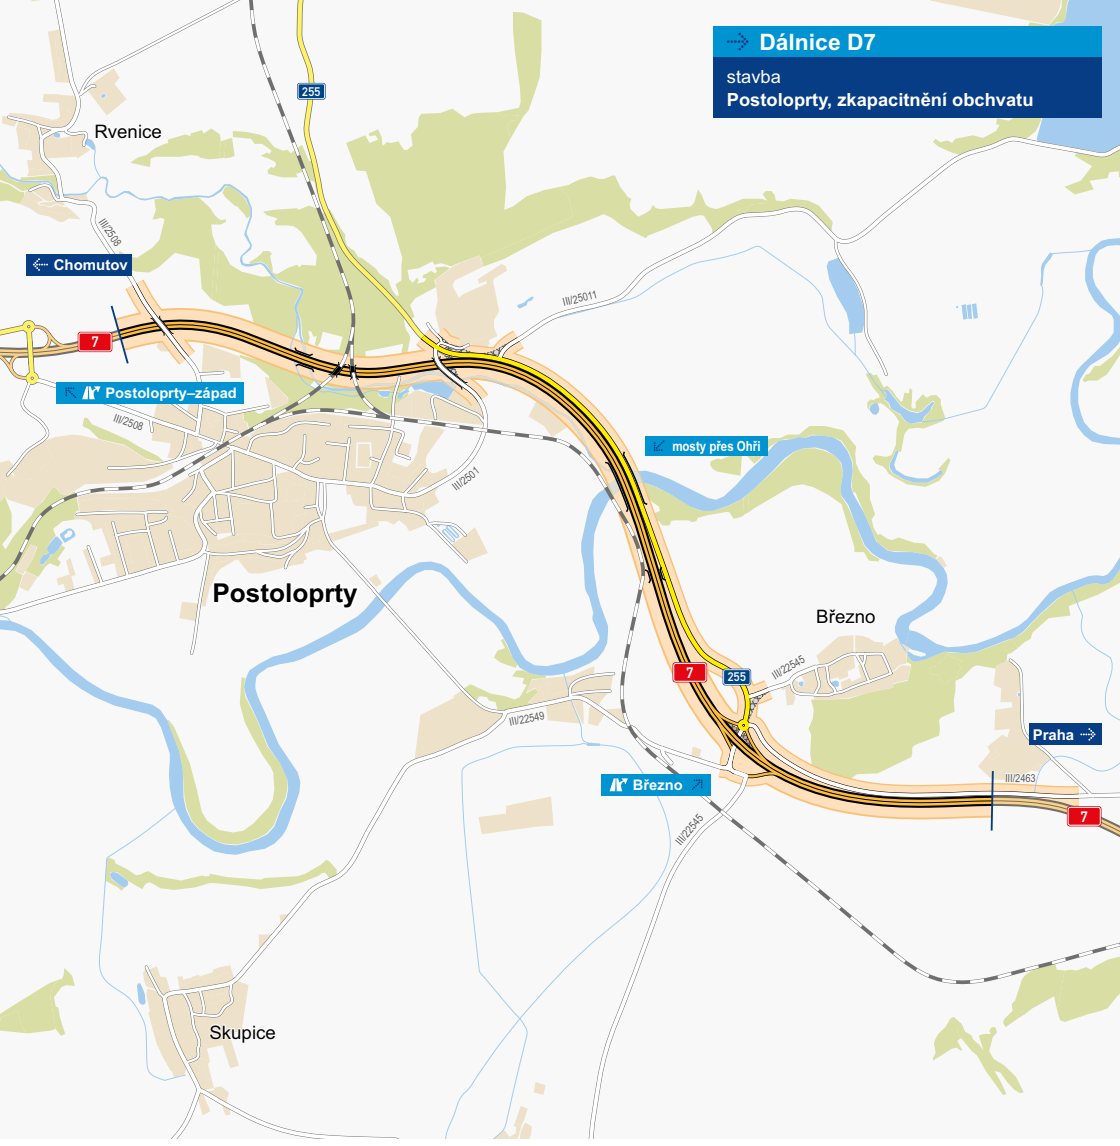 Dálnice D7
stavba
Postoloprty, zkapacitnění obchvatu
255
Rvenice
III/2508
Chomutov
III/25011
7
Postoloprty–západ
III/2508
mosty přes Ohři
III/2501
Postoloprty
Březno
III/22545
7
255
III/22549
Praha
III/2463
Březno
7
III/22545
Skupice